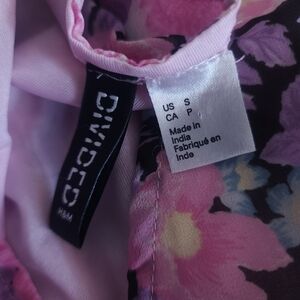 DIVIDED
H&M
US S
CA P
Made in
India
Fabriqué en
Inde